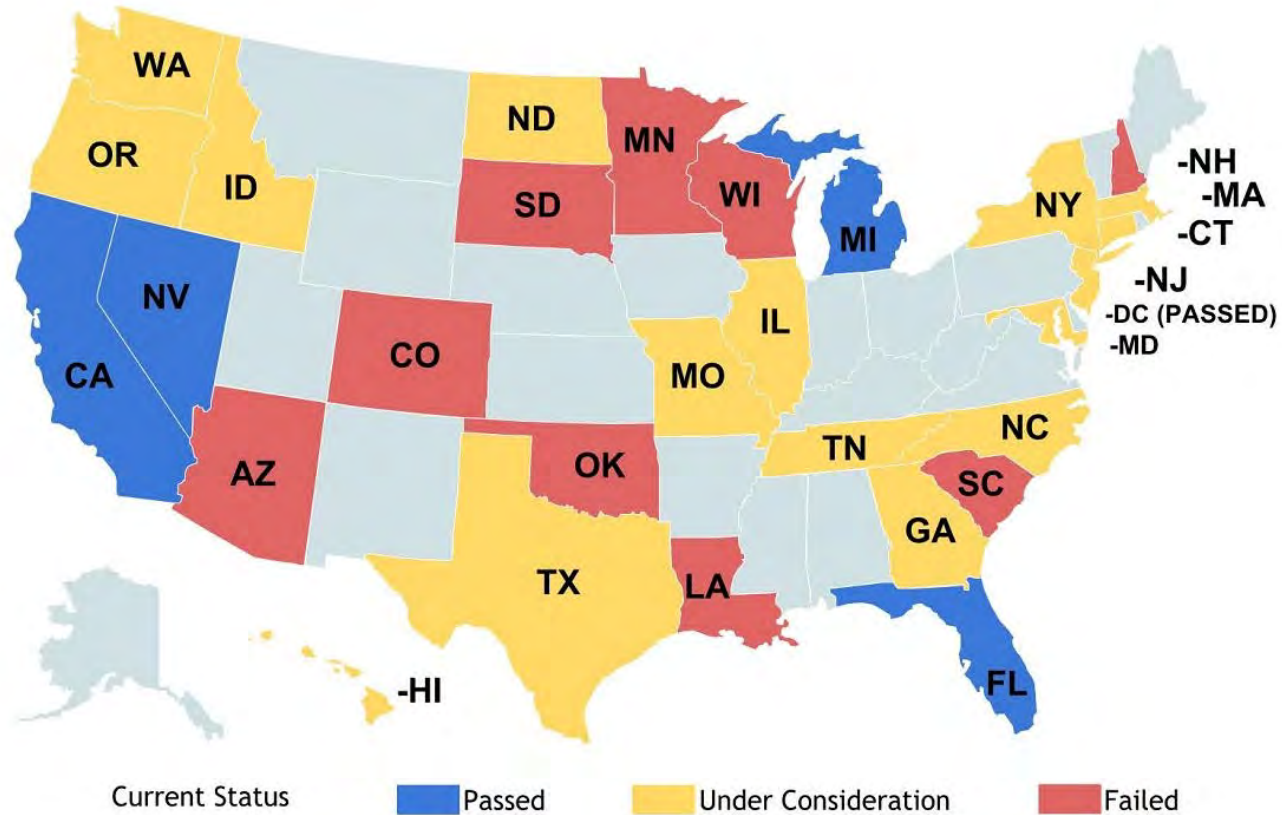 WA
ND
MN
OR
ID
SD
WI
-NH
-MA
NY
-CT
MI
NV
-NJ
IL
-DC (PASSED)
-MD
CO
CA
MO
NC
TN
AZ
OK
SC
GA
TX
LA
-HI
FL
Current Status
Passed
Under Consideration
Failed